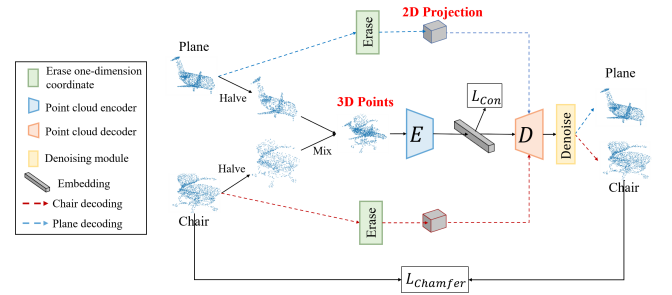 2D Projection
Plane
Erase
Erase one-dimension
coordinate
Point cloud encoder
Point cloud decoder
Denoising module
Embedding
Chair decoding
Plane decoding
Halve
3D Points
L_Con
Plane
Mix
E
D
Denoise
Halve
Chair
Chair
Erase
L_Chamfer